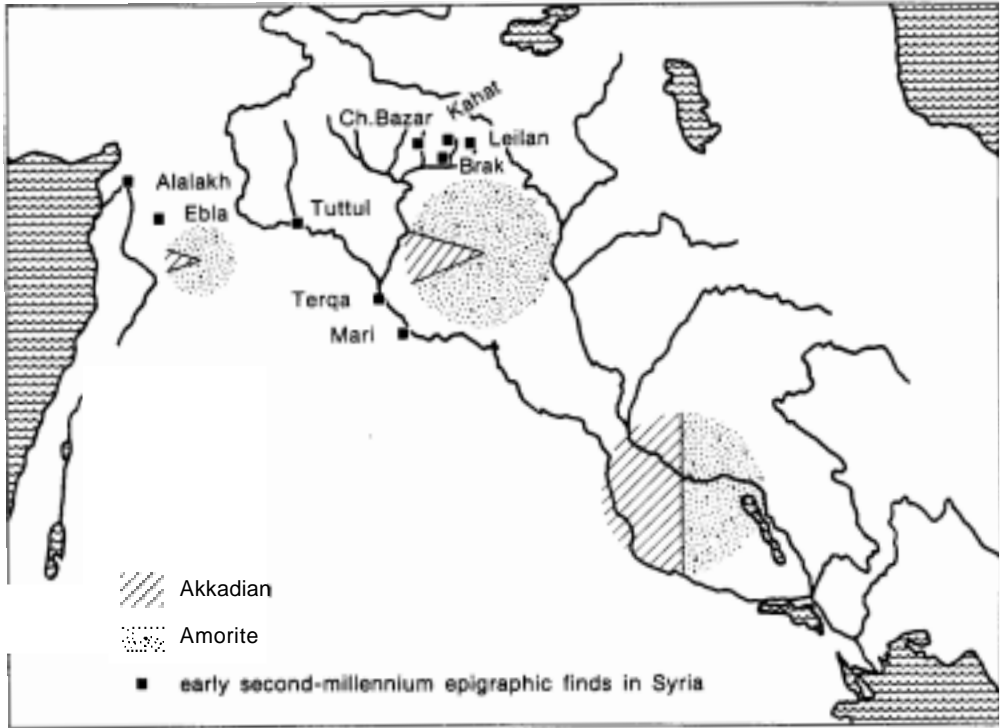 Kahat
Ch.Bazar
Leilan
Brak
Alalakh
Ebla
Tuttul
Terqa
Mari
Akkadian
Amorite
early second-millennium epigraphic finds in Syria